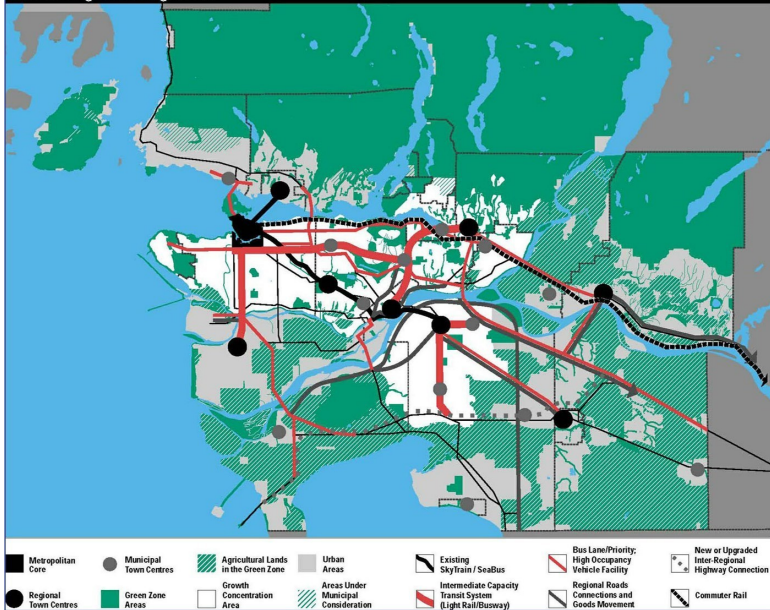 Metropolitan
Core
Municipal
Town Centres
Agricultural Lands
in the Green Zone
Urban
Areas
Existing
SkyTrain / SeaBus
Bus Lane/Priority;
High Occupancy
Vehicle Facility
New or Upgraded
Inter-Regional
Highway Connection
Regional
Town Centres
Green Zone
Areas
Growth
Concentration
Area
Areas Under
Municipal
Consideration
Intermediate Capacity
Transit System
(Light Rail/Busway)
Regional Roads
Connections and
Goods Movement
Commuter Rail